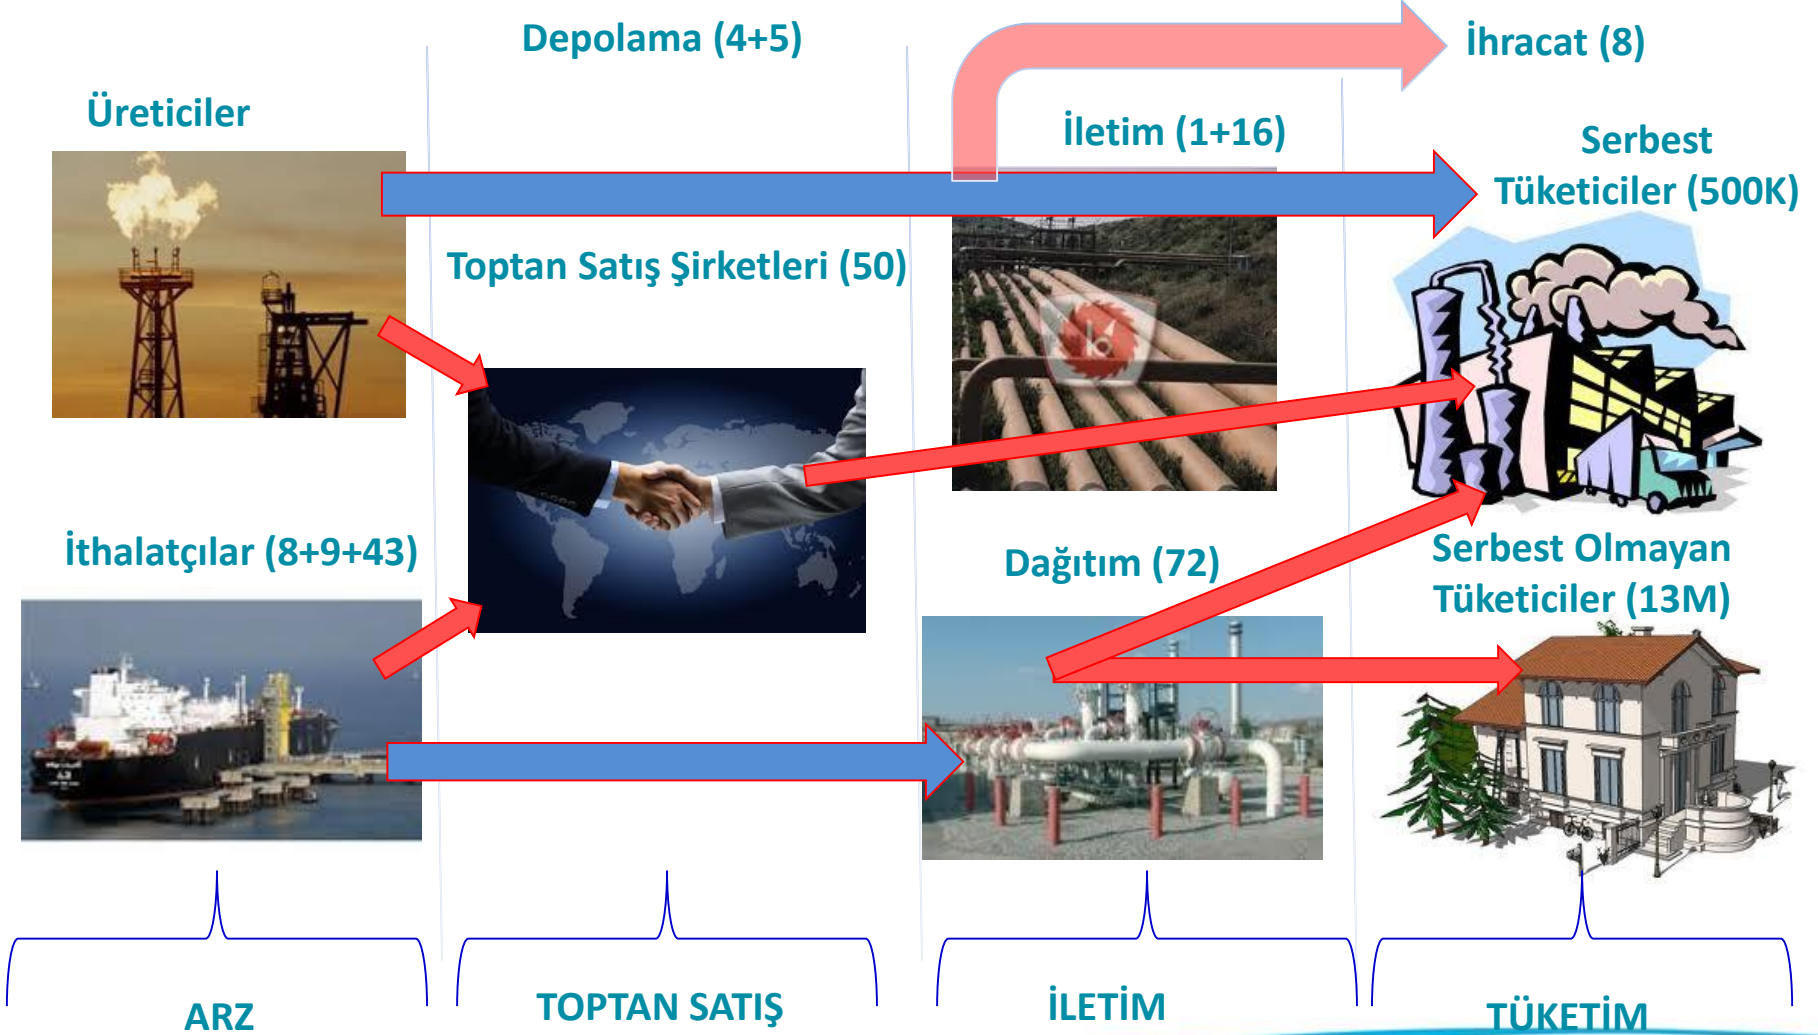 Depolama (4+5)
İhracat (8)
Üreticiler
İletim (1+16)
Serbest
Tüketiciler (500K)
Toptan Satış Şirketleri (50)
İthalatçılar (8+9+43)
Dağıtım (72)
Serbest Olmayan
Tüketiciler (13M)
ARZ
TOPTAN SATIŞ
İLETİM
TÜKETİM